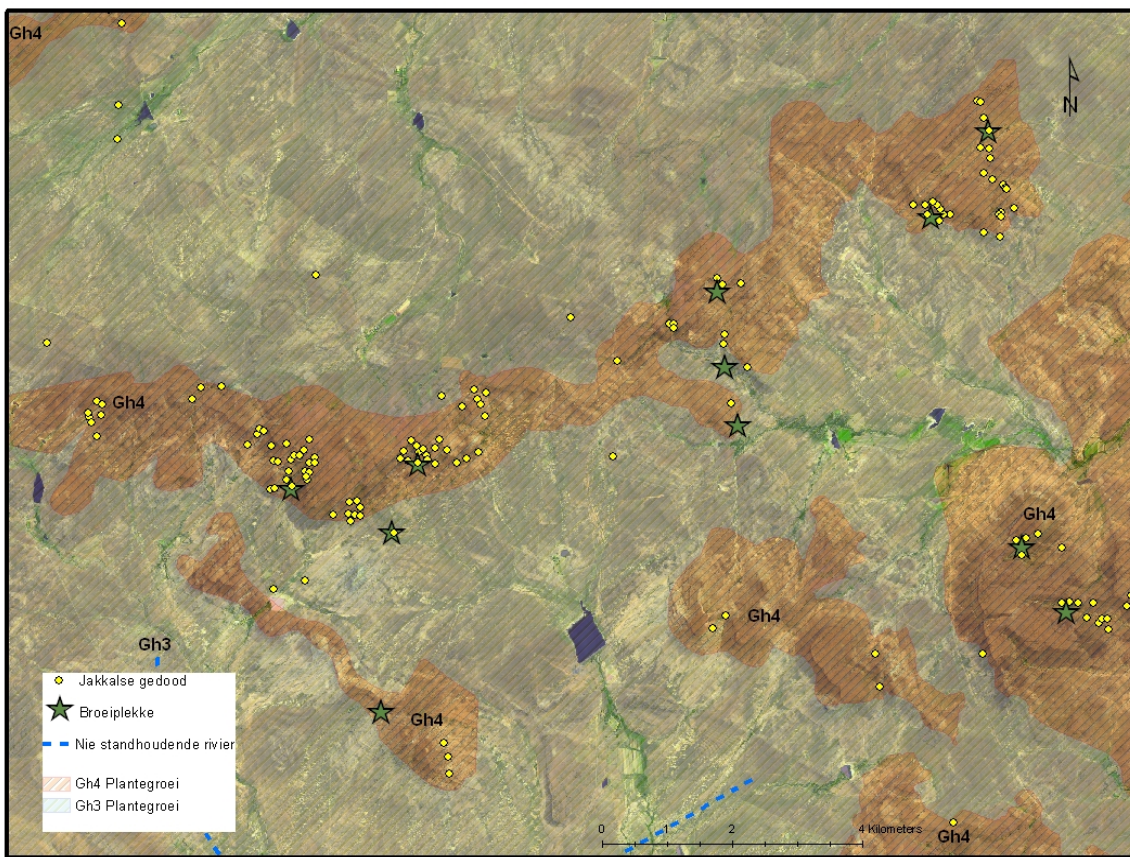 Gh4
N
Gh4
Gh4
Gh4
Gh3
Gh4
Jakkalse gedood
Broeiplekke
Nie standhoudende rivier
Gh4 Plantegroei
Gh3 Plantegroei
0 1 2 4 Kilometers
Gh4